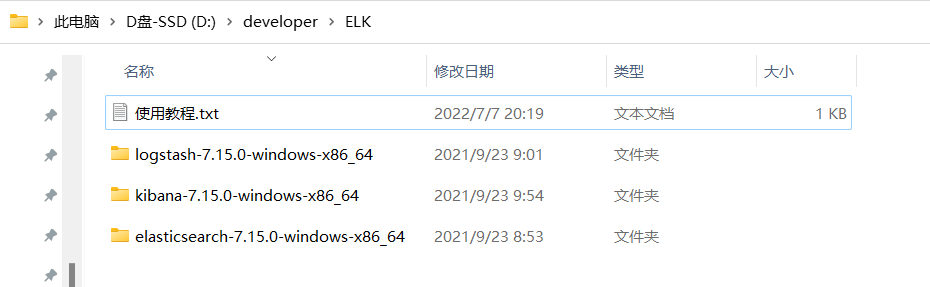 此电脑 > D盘-SSD (D:) > developer > ELK
名称 修改日期 类型 大小
使用教程.txt 2022/7/7 20:19 文本文档 1 KB
logstash-7.15.0-windows-x86_64 2021/9/23 9:01 文件夹
kibana-7.15.0-windows-x86_64 2021/9/23 9:54 文件夹
elasticsearch-7.15.0-windows-x86_64 2021/9/23 8:53 文件夹